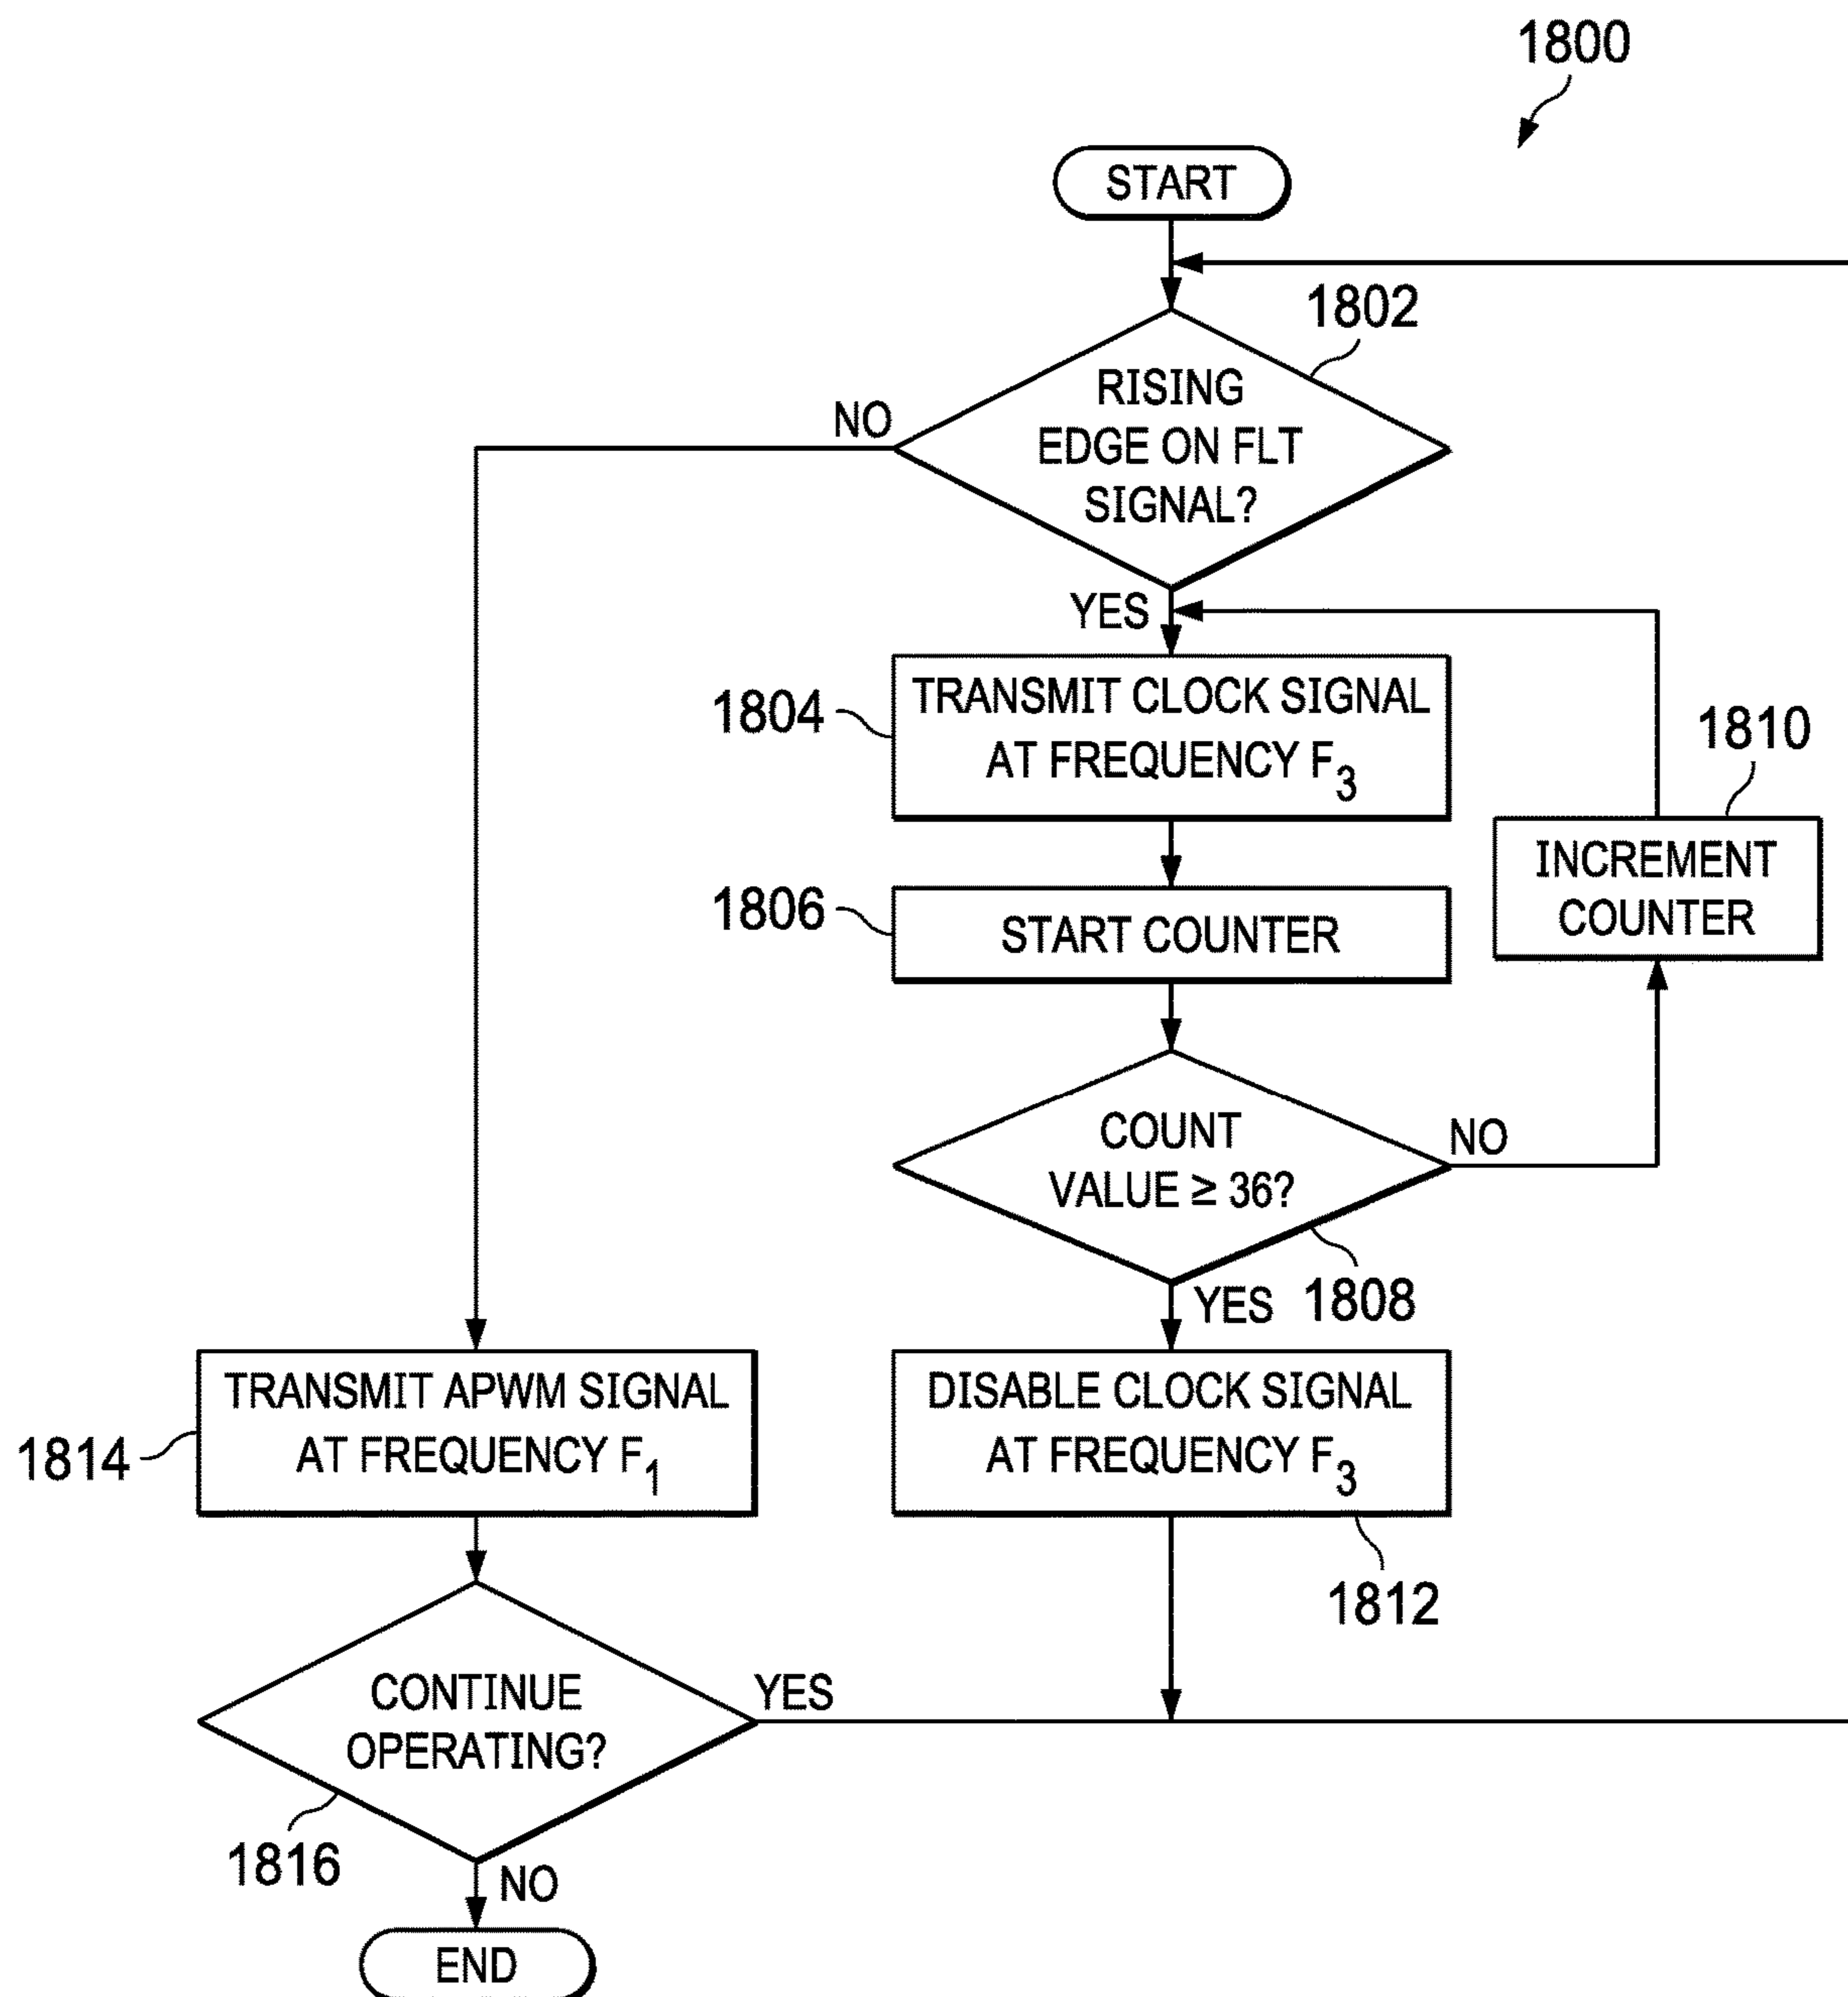 1800
START
1802
RISING
EDGE ON FLT
SIGNAL?
NO
YES
1804
TRANSMIT CLOCK SIGNAL
AT FREQUENCY F3
1810
INCREMENT
COUNTER
1806
START COUNTER
COUNT
VALUE ≥ 36?
NO
1808
YES
1814
TRANSMIT APWM SIGNAL
AT FREQUENCY F1
DISABLE CLOCK SIGNAL
AT FREQUENCY F3
1812
CONTINUE
OPERATING?
YES
1816
NO
END